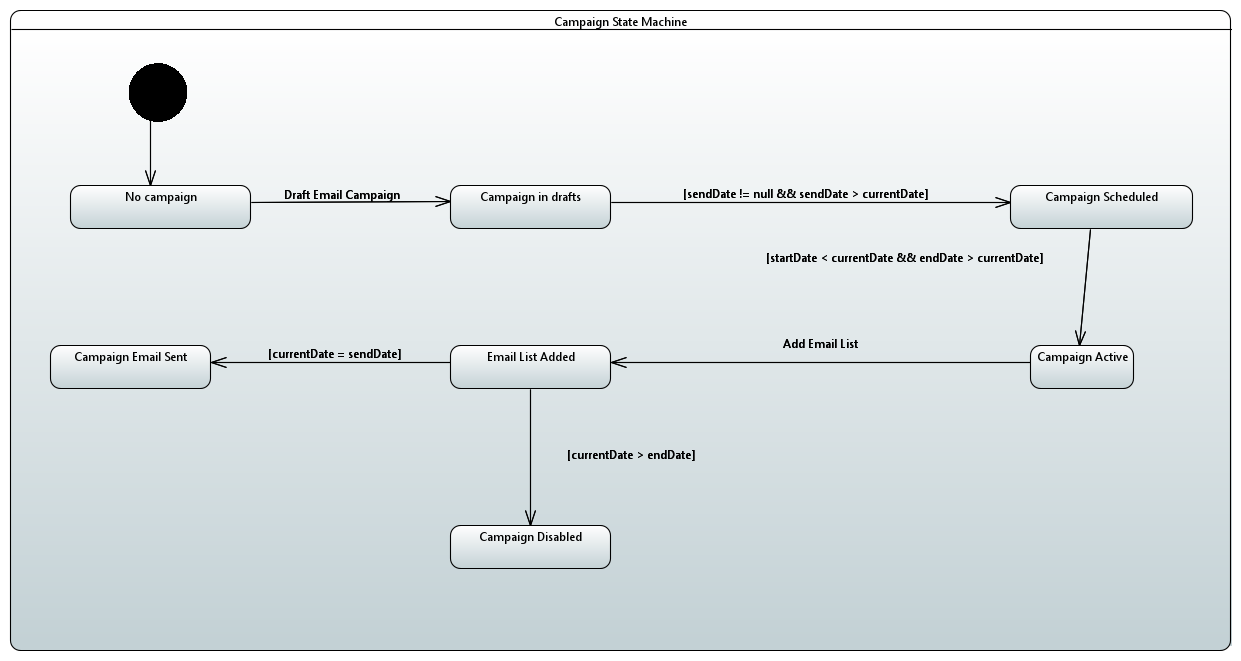 Campaign State Machine
No campaign
Draft Email Campaign
Campaign in drafts
[sendDate != null && sendDate > currentDate]
Campaign Scheduled
[startDate < currentDate && endDate > currentDate]
Campaign Email Sent
[currentDate = sendDate]
Email List Added
Add Email List
Campaign Active
[currentDate > endDate]
Campaign Disabled